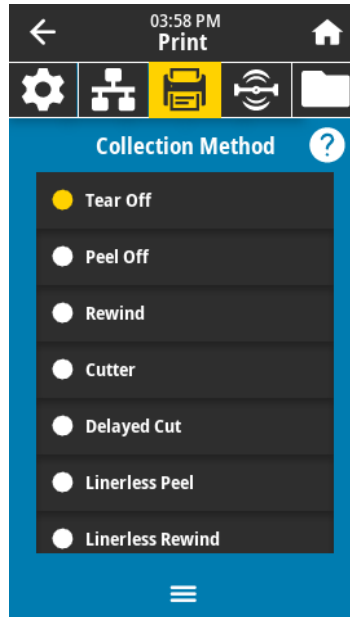 03:58 PM
Print
Collection Method
?
Tear Off
Peel Off
Rewind
Cutter
Delayed Cut
Linerless Peel
Linerless Rewind